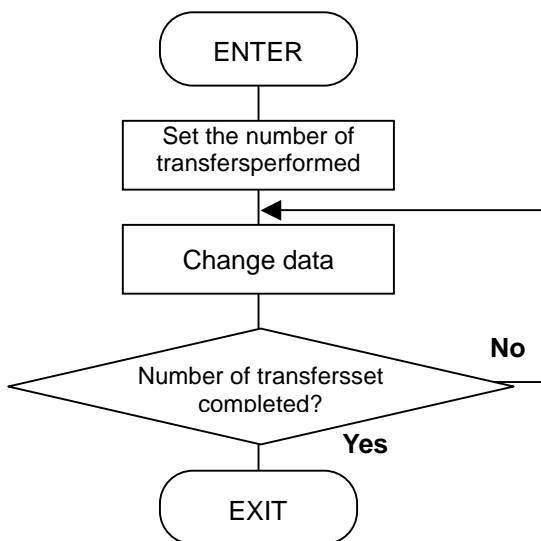 ENTER
Set the number of
transfersperformed
Change data
No
Number of transfersset
completed?
Yes
EXIT